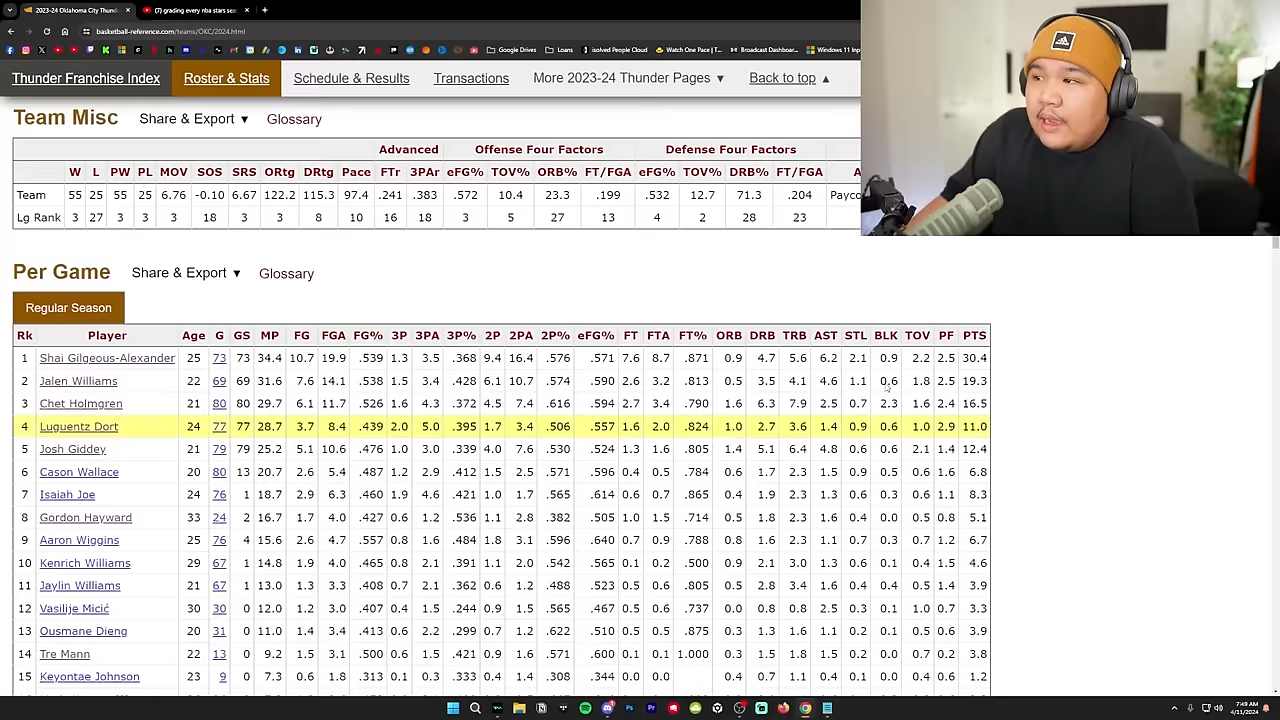 2023-24 Oklahoma City Thund
(7) grading every nba stars sea
basketball-reference.com/teams/OKC/2024.html
Google Drives Loans isolved People Cloud Watch One Pace | T... Broadcast Dashboar... Windows 11 Inp
Thunder Franchise Index Roster & Stats Schedule & Results Transactions More 2023-24 Thunder Pages ▼ Back to top ▲
Team Misc Share & Export ▼ Glossary
Advanced Offense Four Factors Defense Four Factors
W L PW PL MOV SOS SRS ORtg DRtg Pace FTr 3PAr eFG% TOV% ORB% FT/FGA eFG% TOV% DRB% FT/FGA A
Team 55 25 55 25 6.76 -0.10 6.67 122.2 115.3 97.4 .241 .383 .572 10.4 23.3 .199 .532 12.7 71.3 .204 Payco
Lg Rank 3 27 3 3 3 18 3 3 8 10 16 18 3 5 27 13 4 2 28 23
Per Game Share & Export ▼ Glossary
Regular Season
Rk Player Age G GS MP FG FGA FG% 3P 3PA 3P% 2P 2PA 2P% eFG% FT FTA FT% ORB DRB TRB AST STL BLK TOV PF PTS
1 Shai Gilgeous-Alexander 25 73 73 34.4 10.7 19.9 .539 1.3 3.5 .368 9.4 16.4 .576 .571 7.6 8.7 .871 0.9 4.7 5.6 6.2 2.1 0.9 2.2 2.5 30.4
2 Jalen Williams 22 69 69 31.6 7.6 14.1 .538 1.5 3.4 .428 6.1 10.7 .574 .590 2.6 3.2 .813 0.5 3.5 4.1 4.6 1.1 0.6 1.8 2.5 19.3
3 Chet Holmgren 21 80 80 29.7 6.1 11.7 .526 1.6 4.3 .372 4.5 7.4 .616 .594 2.7 3.4 .790 1.6 6.3 7.9 2.5 0.7 2.3 1.6 2.4 16.5
4 Luguentz Dort 24 77 77 28.7 3.7 8.4 .439 2.0 5.0 .395 1.7 3.4 .506 .557 1.6 2.0 .824 1.0 2.7 3.6 1.4 0.9 0.6 1.0 2.9 11.0
5 Josh Giddey 21 79 79 25.2 5.1 10.6 .476 1.0 3.0 .339 4.0 7.6 .530 .524 1.3 1.6 .805 1.4 5.1 6.4 4.8 0.6 0.6 2.1 1.4 12.4
6 Cason Wallace 20 80 13 20.7 2.6 5.4 .487 1.2 2.9 .412 1.5 2.5 .571 .596 0.4 0.5 .784 0.6 1.7 2.3 1.5 0.9 0.5 0.6 1.6 6.8
7 Isaiah Joe 24 76 1 18.7 2.9 6.3 .460 1.9 4.6 .421 1.0 1.7 .565 .614 0.6 0.7 .865 0.4 1.9 2.3 1.3 0.6 0.3 0.6 1.1 8.3
8 Gordon Hayward 33 24 2 16.7 1.7 4.0 .427 0.6 1.2 .536 1.1 2.8 .382 .505 1.0 1.5 .714 0.5 1.8 2.3 1.6 0.4 0.0 0.5 0.8 5.1
9 Aaron Wiggins 25 76 4 15.6 2.6 4.7 .557 0.8 1.6 .484 1.8 3.1 .596 .640 0.7 0.9 .788 0.8 1.6 2.3 1.1 0.7 0.3 0.7 1.2 6.7
10 Kenrich Williams 29 67 1 14.8 1.9 4.0 .465 0.8 2.1 .391 1.1 2.0 .542 .565 0.1 0.2 .500 0.9 2.1 3.0 1.3 0.6 0.1 0.4 1.5 4.6
11 Jaylin Williams 21 67 1 13.0 1.3 3.3 .408 0.7 2.1 .362 0.6 1.2 .488 .523 0.5 0.6 .805 0.6 2.8 3.4 1.6 0.4 0.4 0.5 1.4 3.9
12 Vasilije Micić 30 30 0 12.0 1.2 3.0 .407 0.4 1.5 .244 0.9 1.5 .565 .467 0.5 0.6 .737 0.0 0.8 0.8 2.5 0.3 0.1 1.0 0.7 3.3
13 Ousmane Dieng 20 31 0 11.0 1.4 3.4 .413 0.6 2.2 .299 0.7 1.2 .622 .510 0.5 0.5 .875 0.3 1.3 1.6 1.1 0.2 0.2 0.5 0.6 3.9
14 Tre Mann 22 13 0 9.2 1.5 3.1 .500 0.6 1.5 .421 0.9 1.6 .571 .600 0.1 0.1 1.000 0.3 1.5 1.8 1.5 0.2 0.0 0.7 0.2 3.8
15 Keyontae Johnson 23 9 0 7.3 0.6 1.8 .313 0.1 0.3 .333 0.4 1.4 .308 .344 0.0 0.0 0.4 0.7 1.1 0.4 0.1 0.0 0.2 0.6 1.2
7:49 AM
4/11/2024